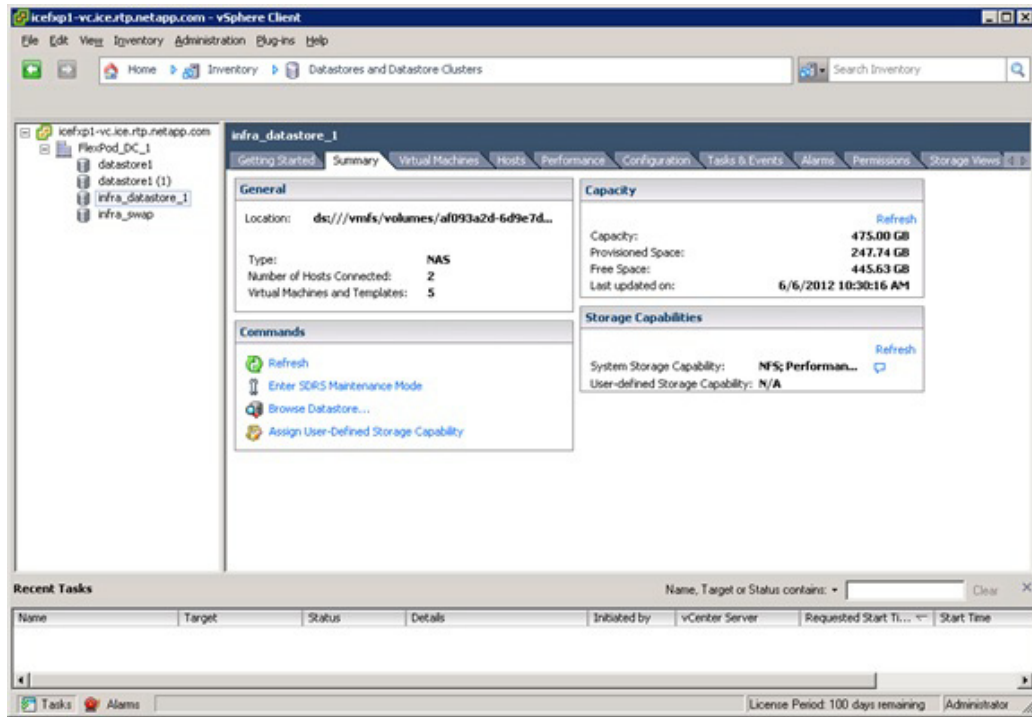 icefxp1-vc.ice.rtp.netapp.com - vSphere Client
File Edit View Inventory Administration Plug-ins Help
Home Inventory Datastores and Datastore Clusters Search Inventory
icefxp1-vc.ice.rtp.netapp.com
FlexPod_DC_1
datastore1
datastore1 (1)
infra_datastore_1
infra_swap
infra_datastore_1
Getting Started Summary Virtual Machines Hosts Performance Configuration Tasks & Events Alarms Permissions Storage Views
General
Location: ds:///vmfs/volumes/af093a2d-6d9e7d...
Type: NAS
Number of Hosts Connected: 2
Virtual Machines and Templates: 5
Commands
Refresh
Enter SDRS Maintenance Mode
Browse Datastore...
Assign User-Defined Storage Capability
Capacity
Refresh
Capacity: 475.00 GB
Provisioned Space: 247.74 GB
Free Space: 445.63 GB
Last updated on: 6/6/2012 10:30:16 AM
Storage Capabilities
Refresh
System Storage Capability: NFS; Performan...
User-defined Storage Capability: N/A
Recent Tasks Name, Target or Status contains: Clear
Name Target Status Details Initiated by vCenter Server Requested Start Ti... Start Time
Tasks Alarms License Period: 100 days remaining Administrator